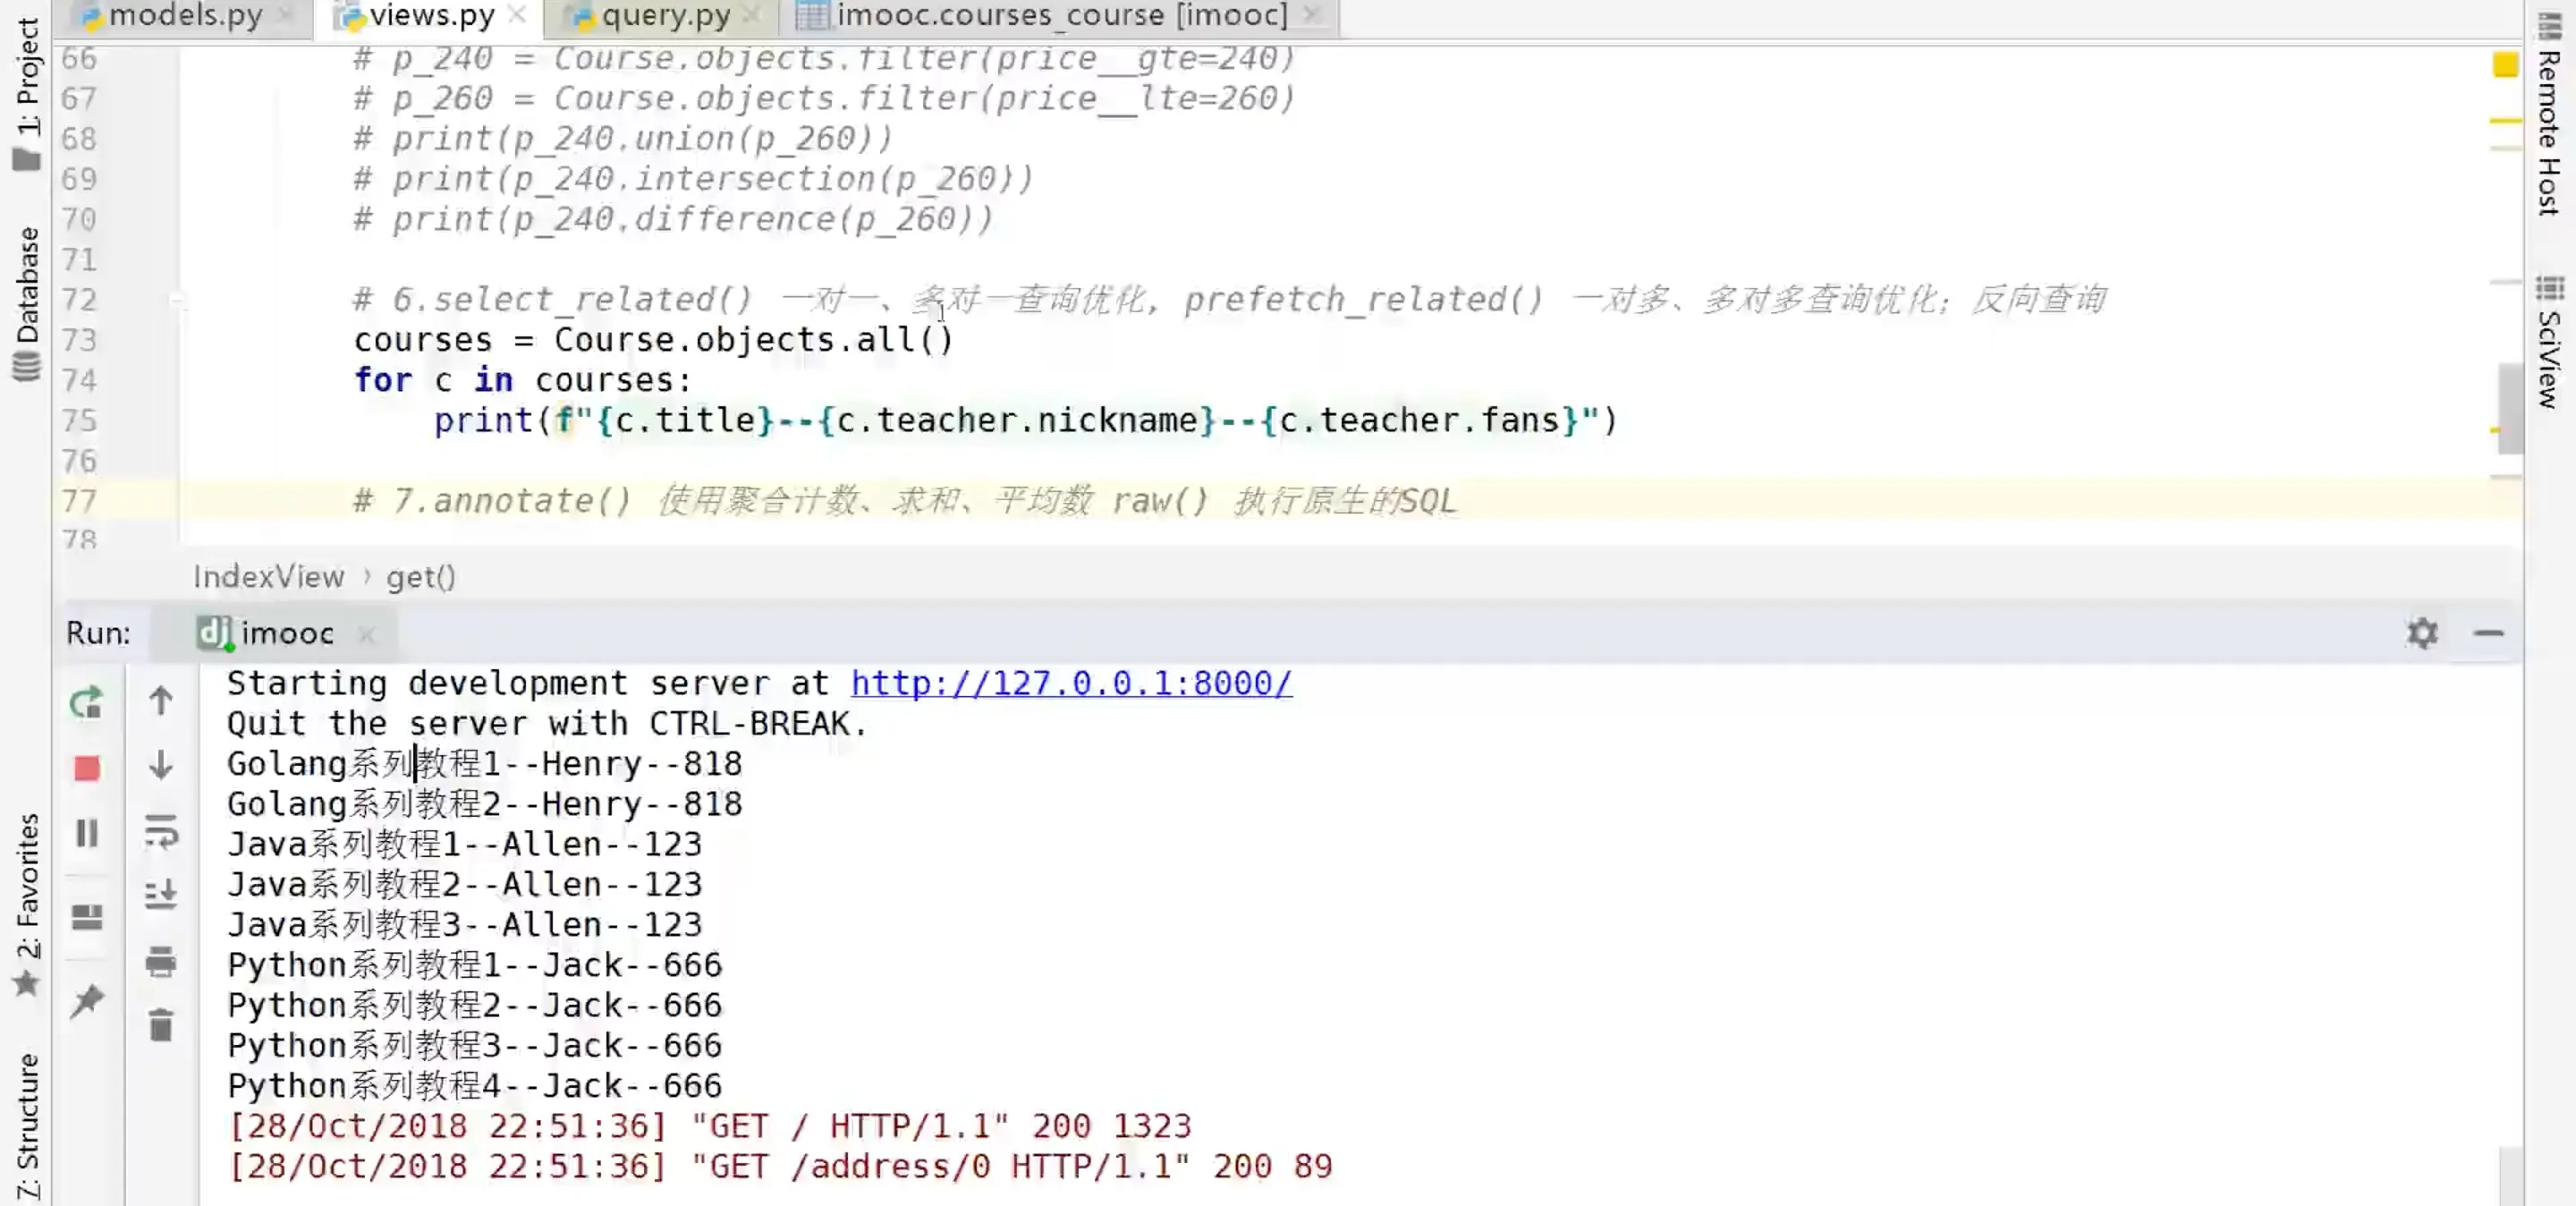 models.py
views.py
query.py
imooc.courses_course [imooc]
1: Project
Database
2: Favorites
7: Structure
Remote Host
SciView
66 # p_240 = Course.objects.filter(price__gte=240)
67 # p_260 = Course.objects.filter(price__lte=260)
68 # print(p_240.union(p_260))
69 # print(p_240.intersection(p_260))
70 # print(p_240.difference(p_260))
71
72 # 6.select_related() 一对一、多对一查询优化, prefetch_related() 一对多、多对多查询优化; 反向查询
73 courses = Course.objects.all()
74 for c in courses:
75 print(f"{c.title}--{c.teacher.nickname}--{c.teacher.fans}")
76
77 # 7.annotate() 使用聚合计数、求和、平均数 raw() 执行原生的SQL
78
IndexView › get()
Run: dj imooc
Starting development server at http://127.0.0.1:8000/
Quit the server with CTRL-BREAK.
Golang系列教程1--Henry--818
Golang系列教程2--Henry--818
Java系列教程1--Allen--123
Java系列教程2--Allen--123
Java系列教程3--Allen--123
Python系列教程1--Jack--666
Python系列教程2--Jack--666
Python系列教程3--Jack--666
Python系列教程4--Jack--666
[28/Oct/2018 22:51:36] "GET / HTTP/1.1" 200 1323
[28/Oct/2018 22:51:36] "GET /address/0 HTTP/1.1" 200 89